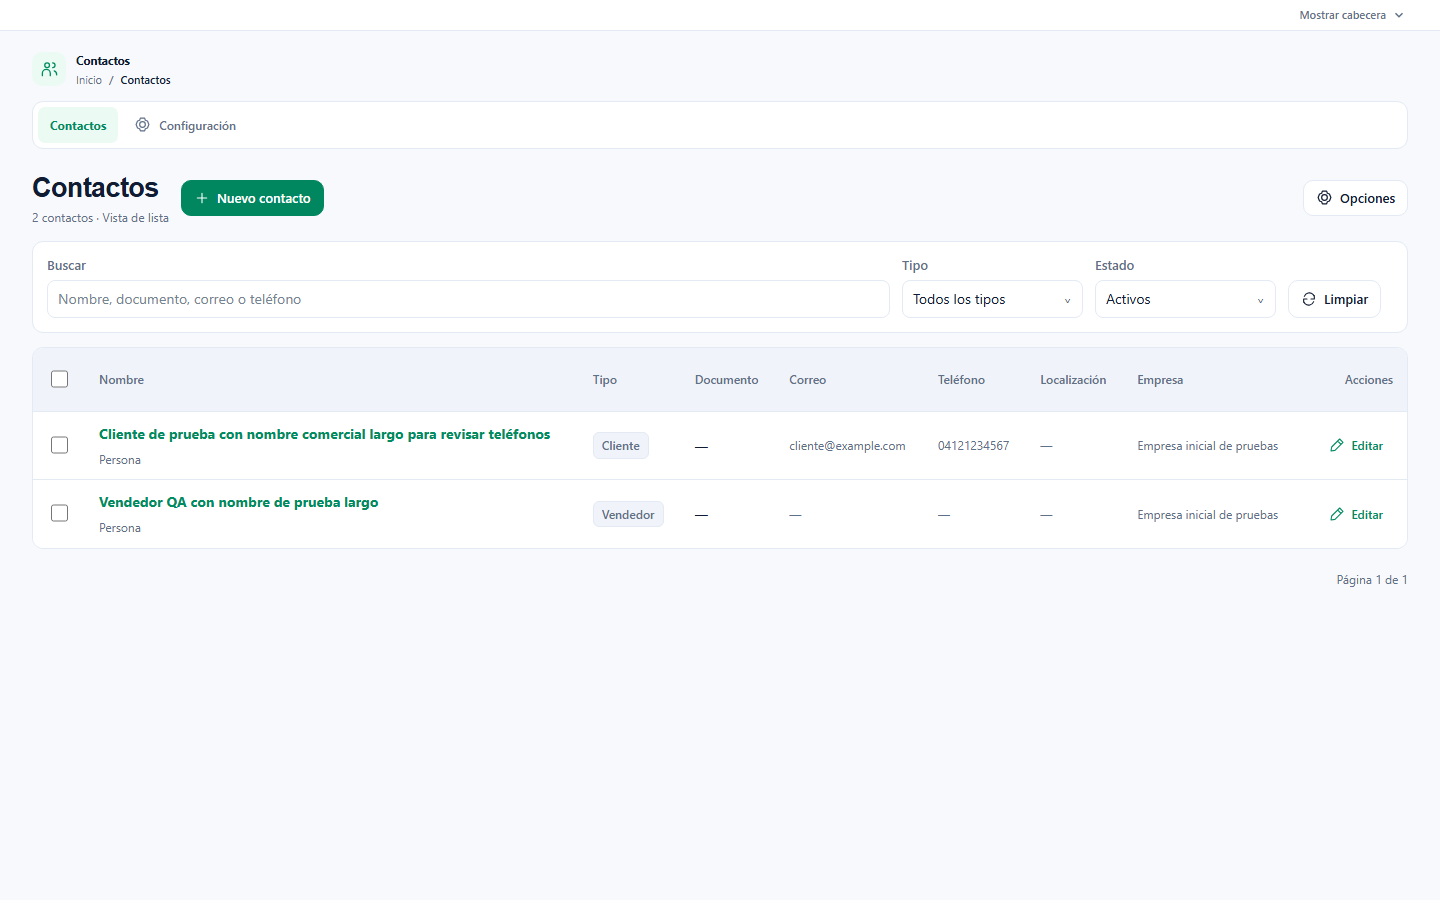 Mostrar cabecera
Contactos
Inicio / Contactos
Contactos Configuración
Contactos
2 contactos · Vista de lista
Nuevo contacto
Opciones
Buscar Tipo Estado
Nombre, documento, correo o teléfono Todos los tipos Activos Limpiar
Nombre Tipo Documento Correo Teléfono Localización Empresa Acciones
Cliente de prueba con nombre comercial largo para revisar teléfonos
Persona
Cliente — cliente@example.com 04121234567 — Empresa inicial de pruebas Editar
Vendedor QA con nombre de prueba largo
Persona
Vendedor — — — — Empresa inicial de pruebas Editar
Página 1 de 1